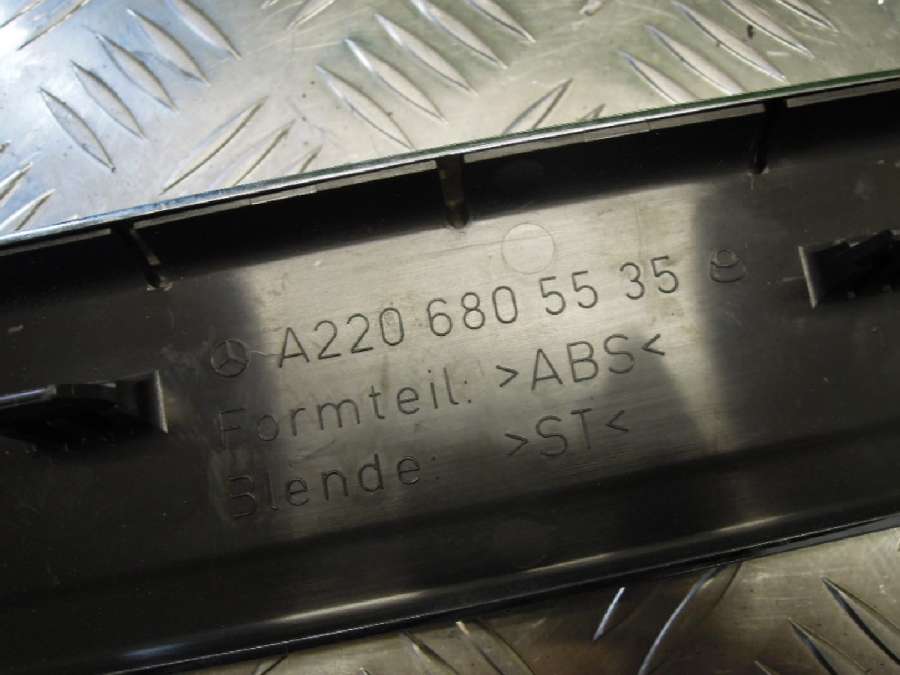 A220 680 55 35
Formteil: >ABS<
Blende: >ST<